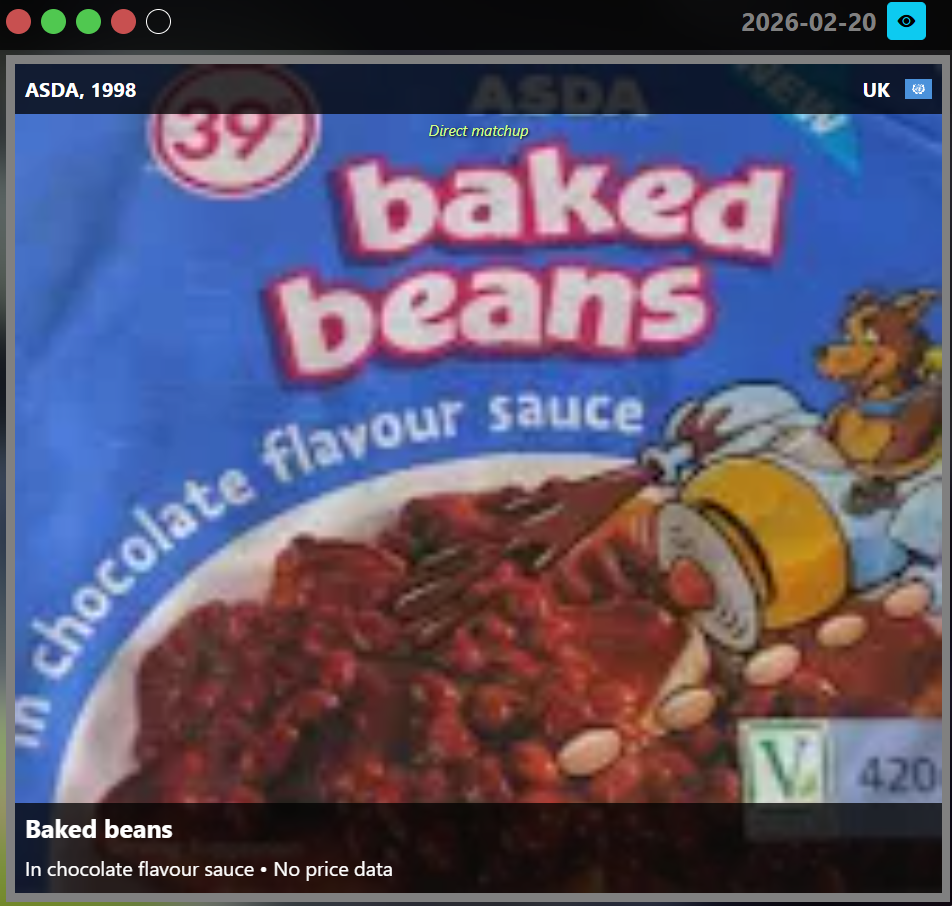 2026-02-20
ASDA, 1998
UK
39
ASDA
NEW
Direct matchup
baked
beans
in chocolate flavour sauce
V
420
Baked beans
In chocolate flavour sauce • No price data